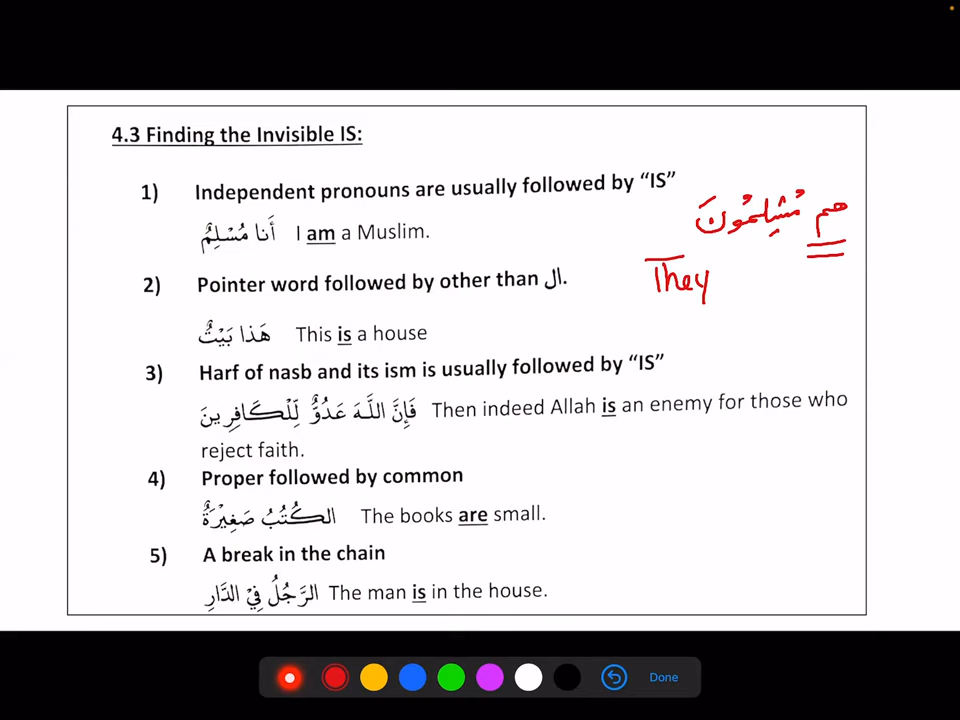 4.3 Finding the Invisible IS:
1) Independent pronouns are usually followed by “IS”
أَنا مُسْلِمٌ I am a Muslim.
هم مُسْلِمُونَ
They
2) Pointer word followed by other than ال.
هَذا بَيْتٌ This is a house
3) Harf of nasb and its ism is usually followed by “IS”
فَإِنَّ اللَّـهَ عَدُوٌّ لِّلْكَافِرِينَ Then indeed Allah is an enemy for those who
reject faith.
4) Proper followed by common
الكُتُبُ صَغِيْرَةٌ The books are small.
5) A break in the chain
الرَّجُلُ فِيْ الدَّارِ The man is in the house.
Done